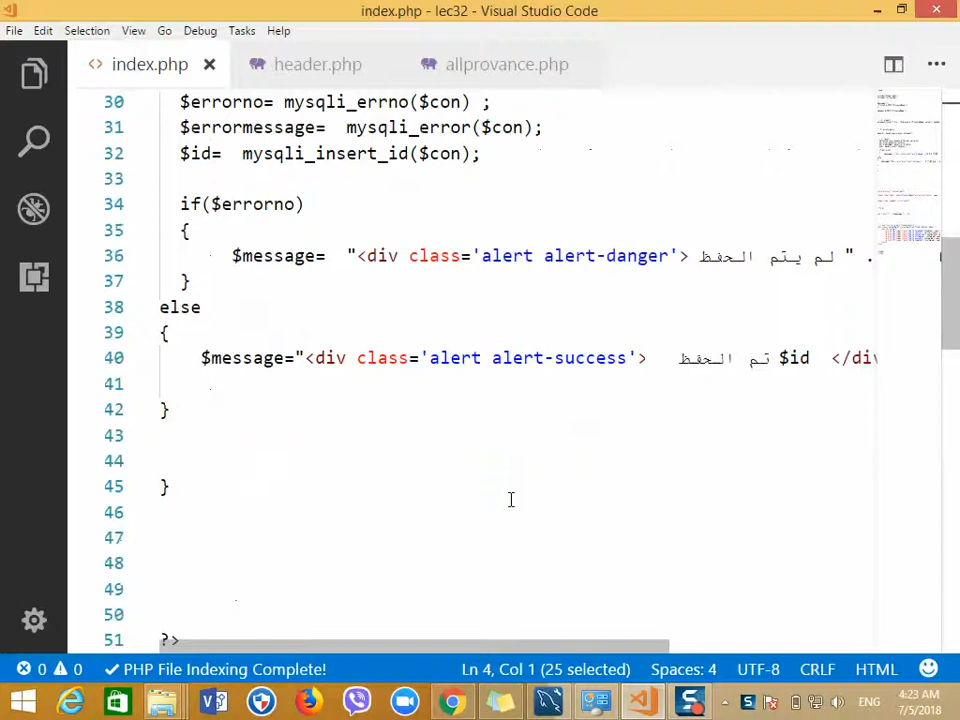 index.php - lec32 - Visual Studio Code
File Edit Selection View Go Debug Tasks Help
<> index.php header.php allprovance.php
30 $errorno= mysqli_errno($con) ;
31 $errormessage= mysqli_error($con);
32 $id= mysqli_insert_id($con);
33
34 if($errorno)
35 {
36 $message= "<div class='alert alert-danger'> لم يتم الحفظ " .
37 }
38 else
39 {
40 $message="<div class='alert alert-success'> تم الحفظ $id </div
41
42 }
43
44
45 }
46
47
48
49
50
51 ?>
0 0 PHP File Indexing Complete! Ln 4, Col 1 (25 selected) Spaces: 4 UTF-8 CRLF HTML
ENG
4:23 AM
7/5/2018